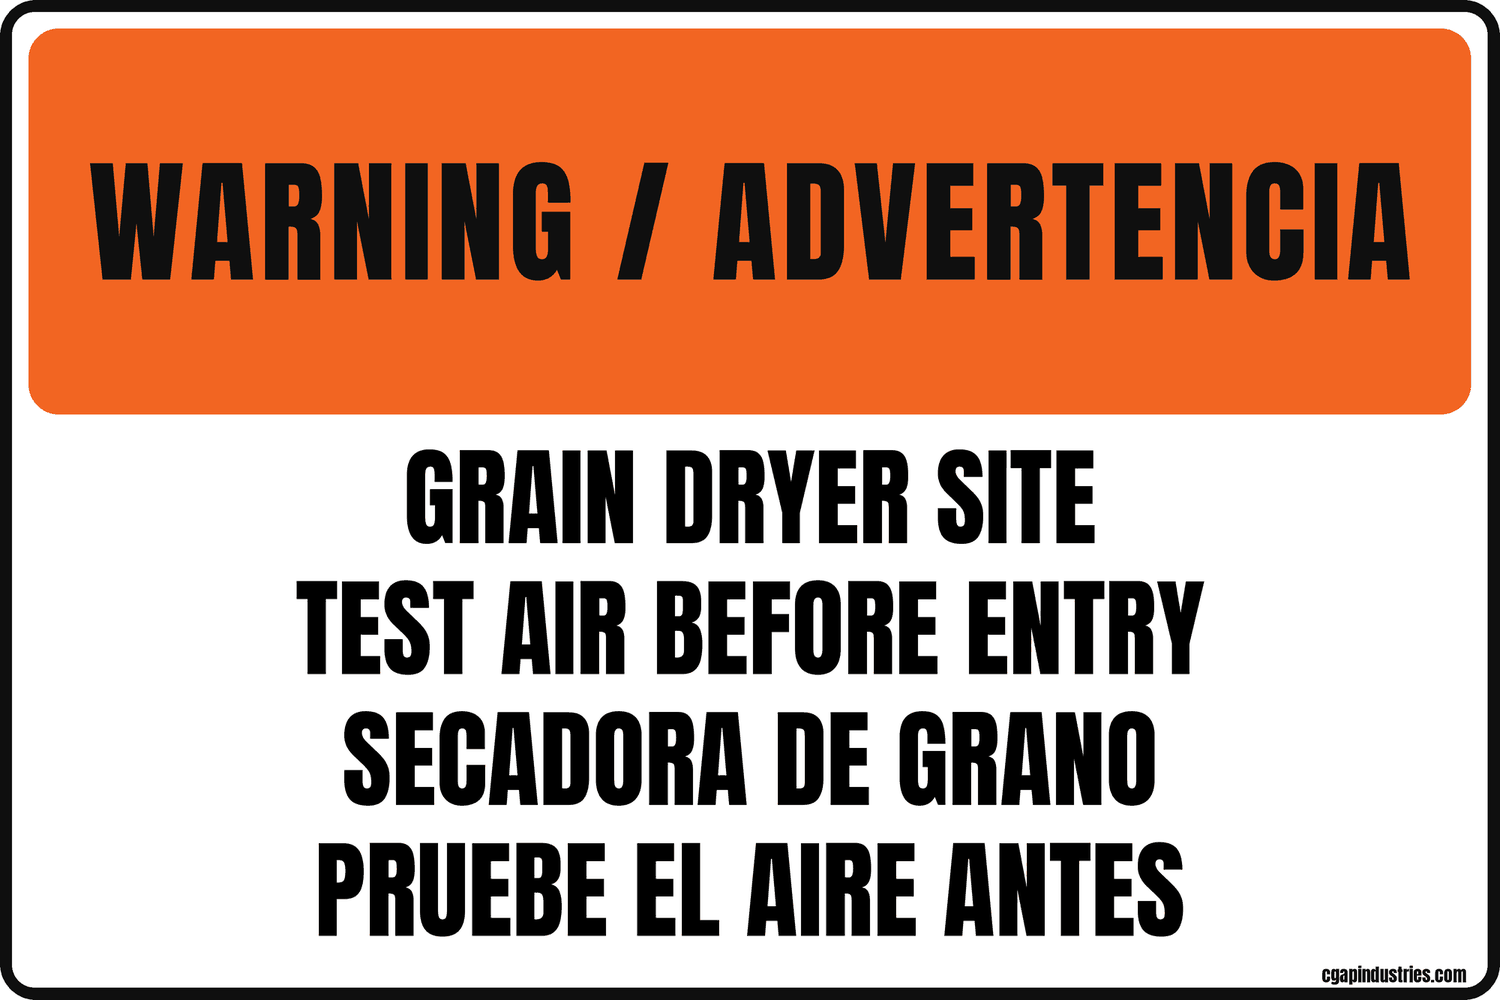 WARNING / ADVERTENCIA
GRAIN DRYER SITE
TEST AIR BEFORE ENTRY
SECADORA DE GRANO
PRUEBE EL AIRE ANTES
cgapindustries.com